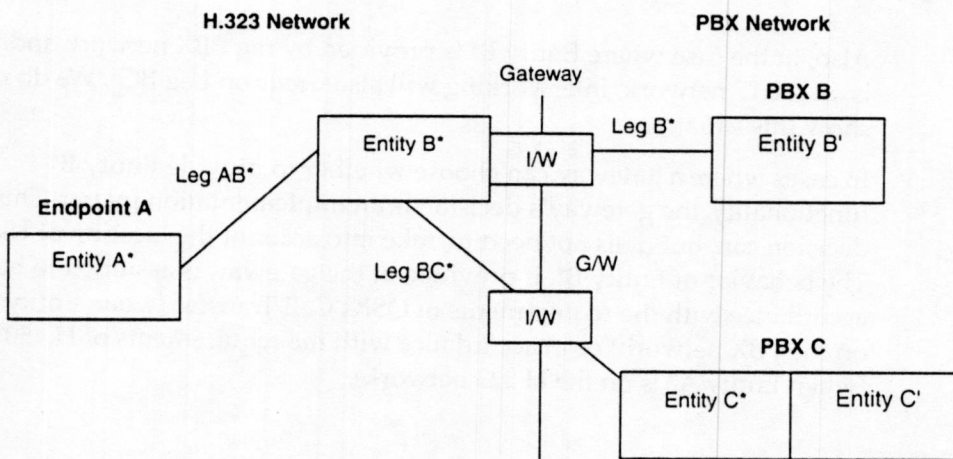 H.323 Network
PBX Network
Gateway
PBX B
Entity B*
I/W
Leg B*
Entity B'
Leg AB*
Endpoint A
Entity A*
Leg BC*
G/W
I/W
PBX C
Entity C*
Entity C'